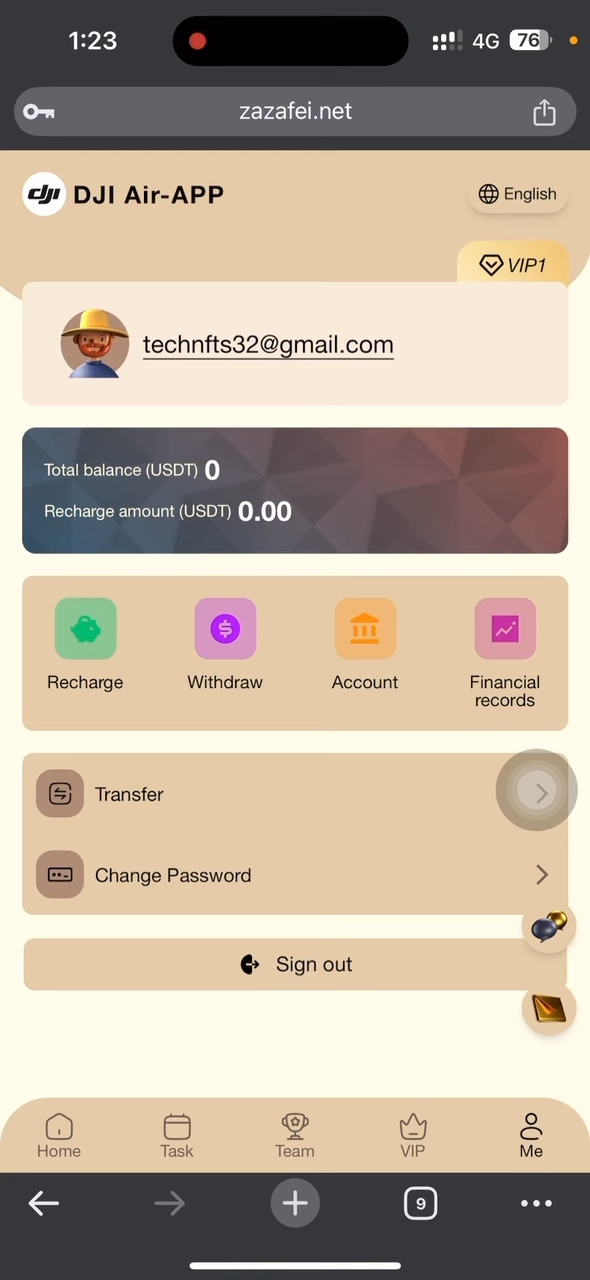 1:23
4G
76
zazafei.net
dji DJI Air-APP
English
VIP1
technfts32@gmail.com
Total balance (USDT) 0
Recharge amount (USDT) 0.00
Recharge
Withdraw
Account
Financial
records
Transfer
Change Password
Sign out
Home
Task
Team
VIP
Me
9